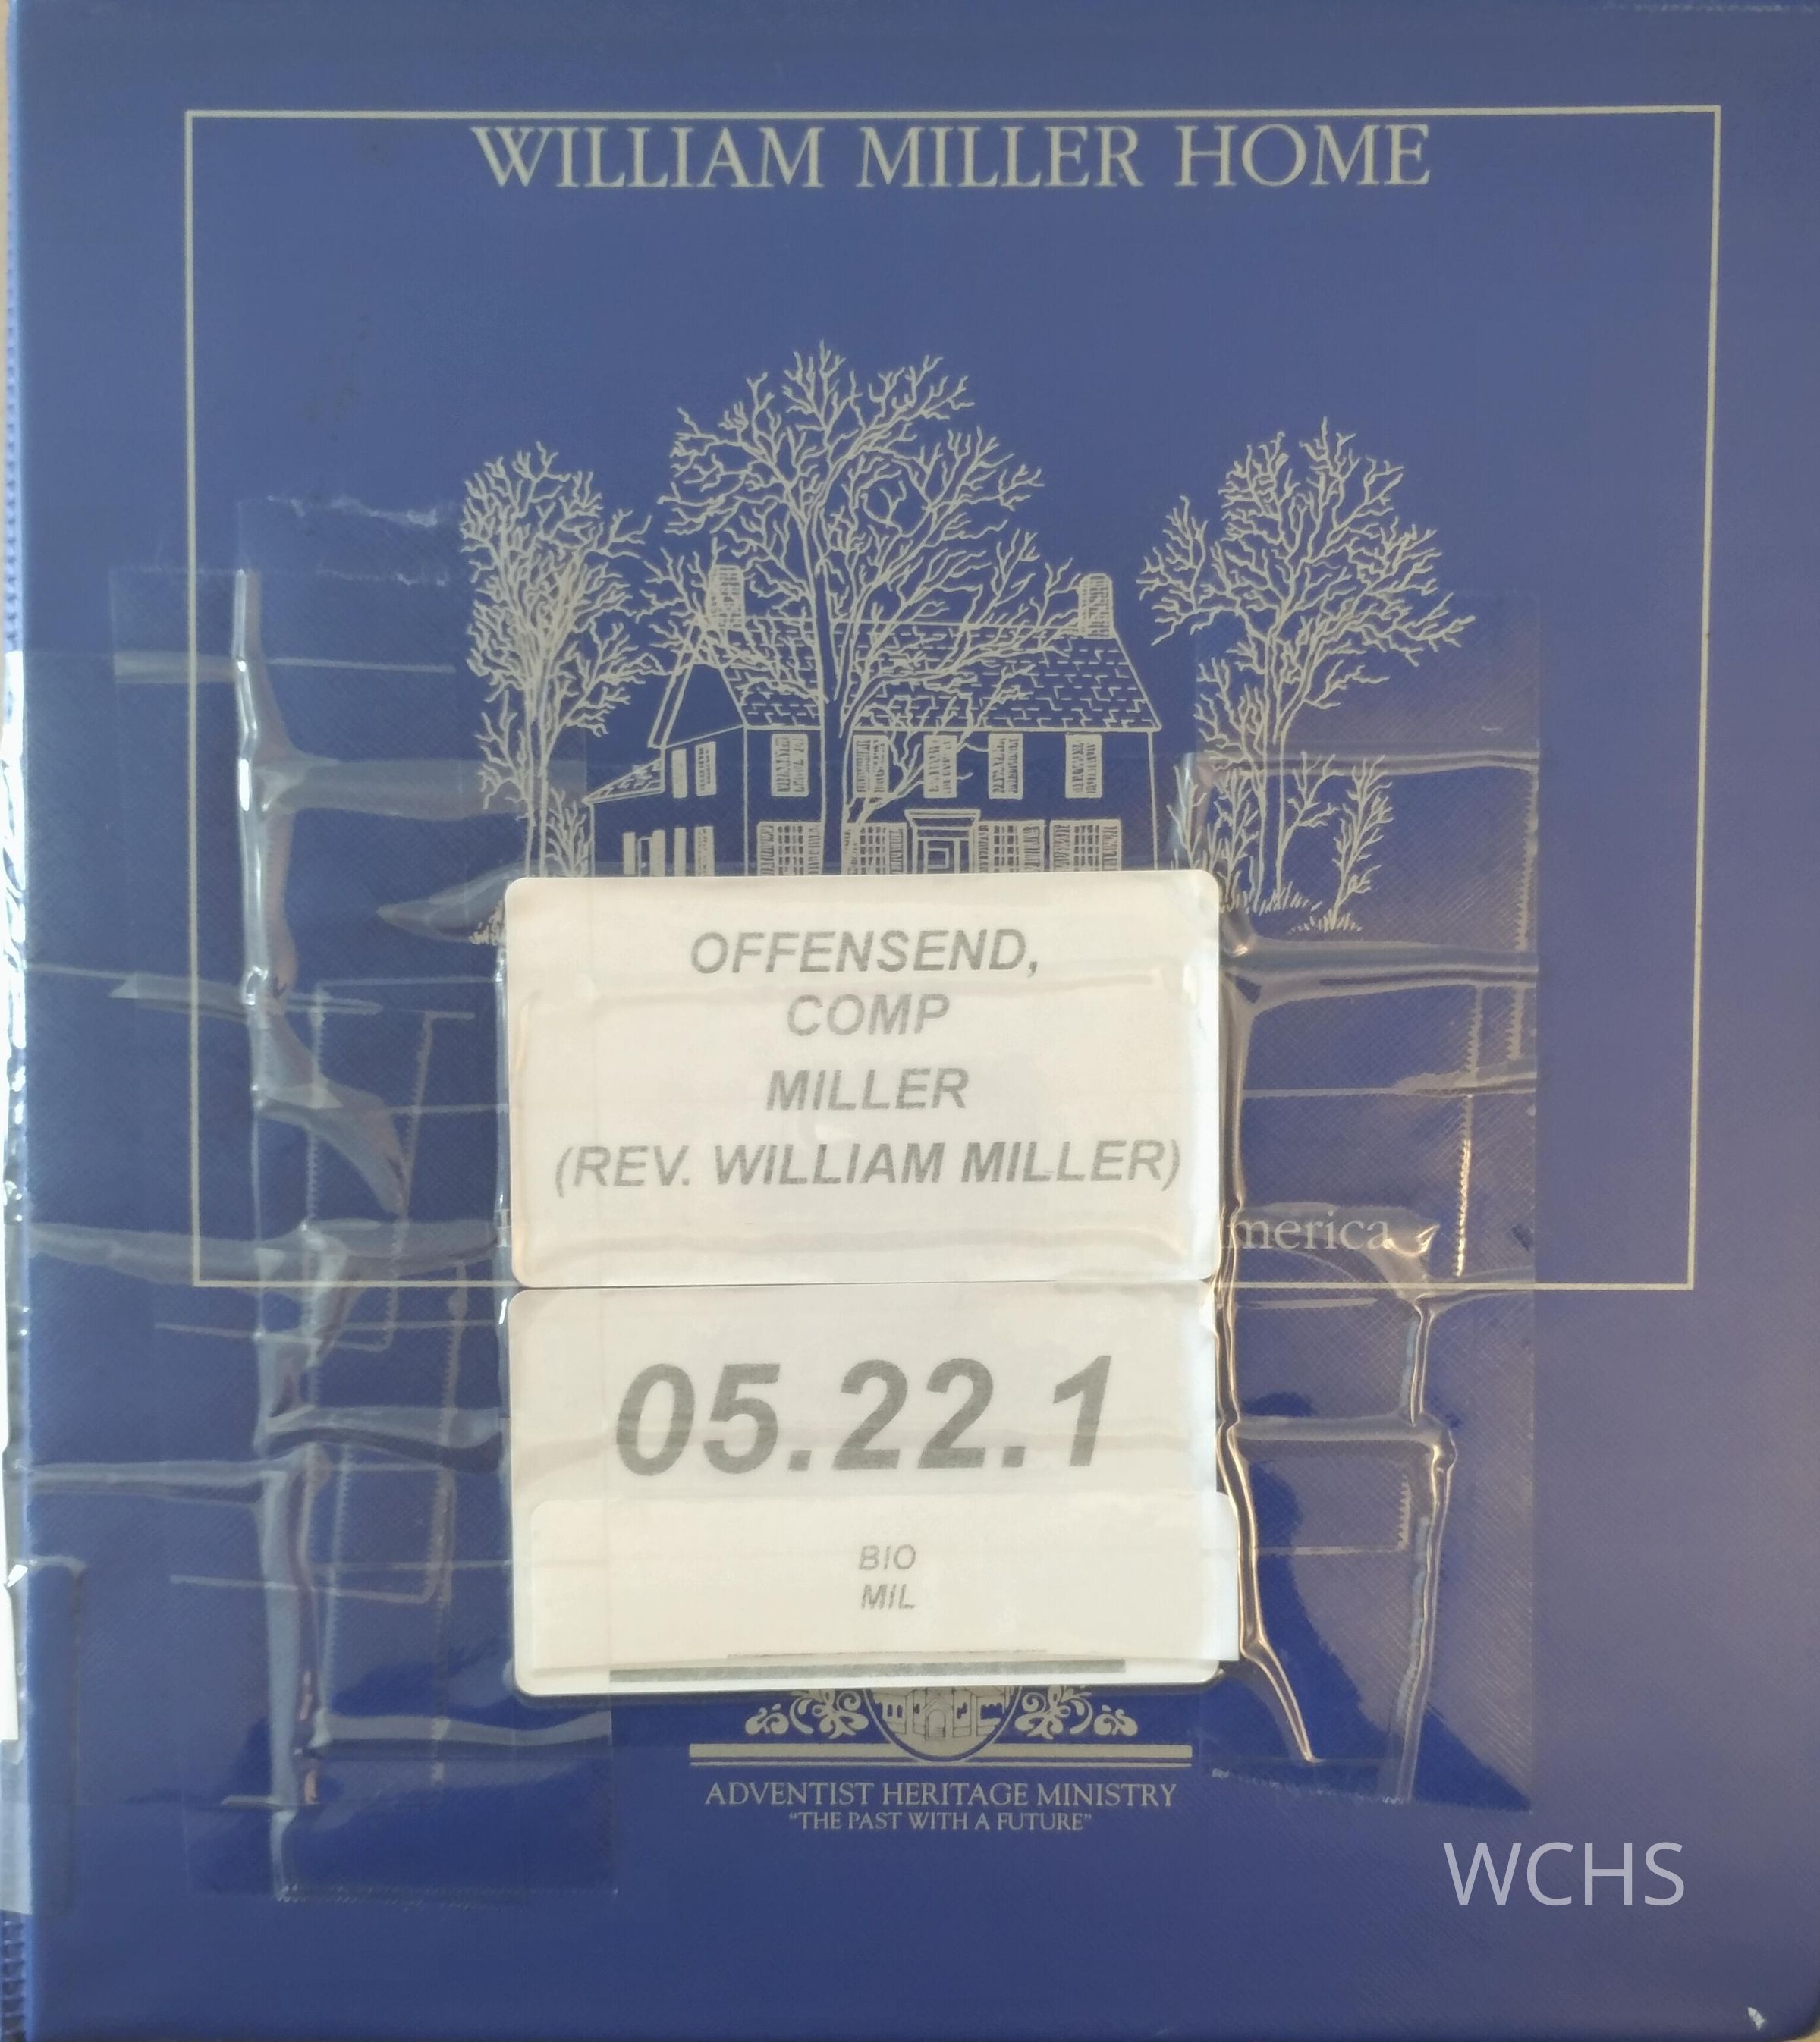 WILLIAM MILLER HOME
OFFENSEND,
COMP
MILLER
(REV. WILLIAM MILLER)
merica
05.22.1
BIO
MIL
ADVENTIST HERITAGE MINISTRY
“THE PAST WITH A FUTURE”
WCHS